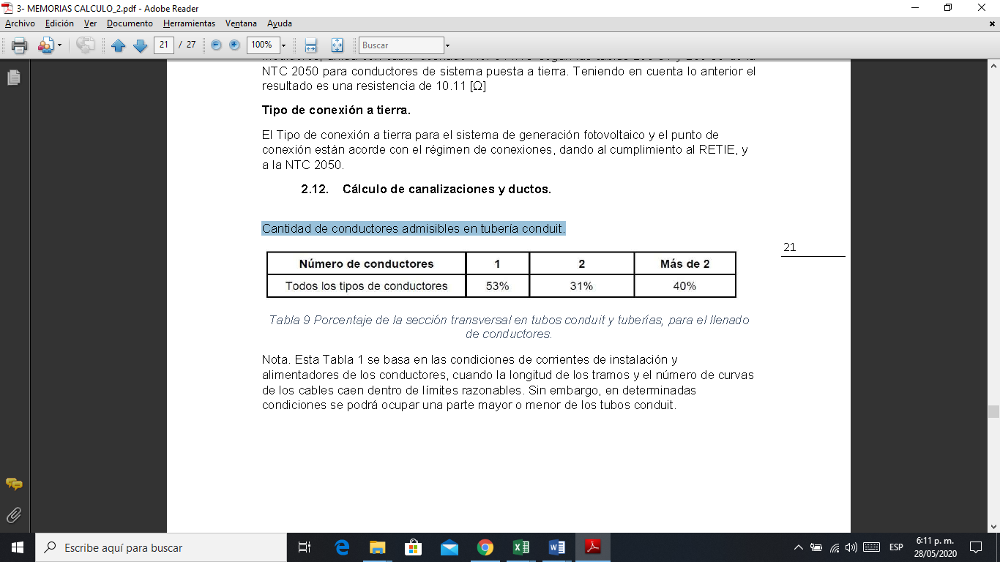 3- MEMORIAS CALCULO_2.pdf - Adobe Reader
Archivo Edición Ver Documento Herramientas Ventana Ayuda
21 / 27 100% Buscar
NTC 2050 para conductores de sistema puesta a tierra. Teniendo en cuenta lo anterior el
resultado es una resistencia de 10.11 [Ω]
Tipo de conexión a tierra.
El Tipo de conexión a tierra para el sistema de generación fotovoltaico y el punto de
conexión están acorde con el régimen de conexiones, dando al cumplimiento al RETIE, y
a la NTC 2050.
2.12. Cálculo de canalizaciones y ductos.
Cantidad de conductores admisibles en tubería conduit.
21
Número de conductores 1 2 Más de 2
Todos los tipos de conductores 53% 31% 40%
Tabla 9 Porcentaje de la sección transversal en tubos conduit y tuberías, para el llenado
de conductores.
Nota. Esta Tabla 1 se basa en las condiciones de corrientes de instalación y
alimentadores de los conductores, cuando la longitud de los tramos y el número de curvas
de los cables caen dentro de límites razonables. Sin embargo, en determinadas
condiciones se podrá ocupar una parte mayor o menor de los tubos conduit.
Escribe aquí para buscar
ESP
6:11 p. m.
28/05/2020